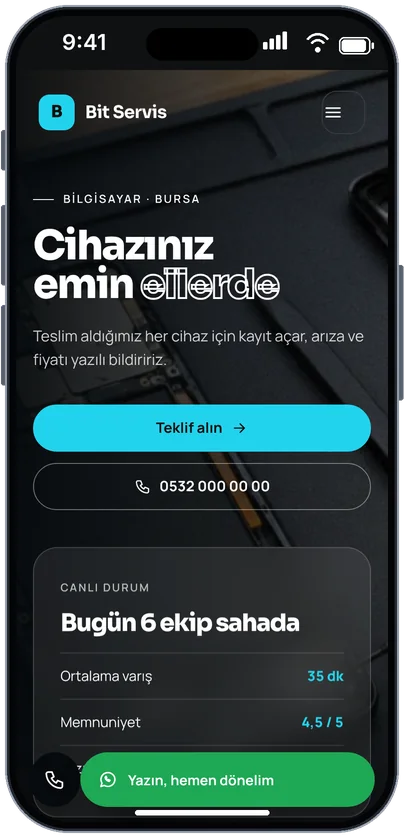 9:41
B Bit Servis
BİLGİSAYAR · BURSA
Cihazınız
emin ellerde
Teslim aldığımız her cihaz için kayıt açar, arıza ve
fiyatı yazılı bildiririz.
Teklif alın →
0532 000 00 00
CANLI DURUM
Bugün 6 ekip sahada
Ortalama varış 35 dk
Memnuniyet 4,5 / 5
Yazın, hemen dönelim